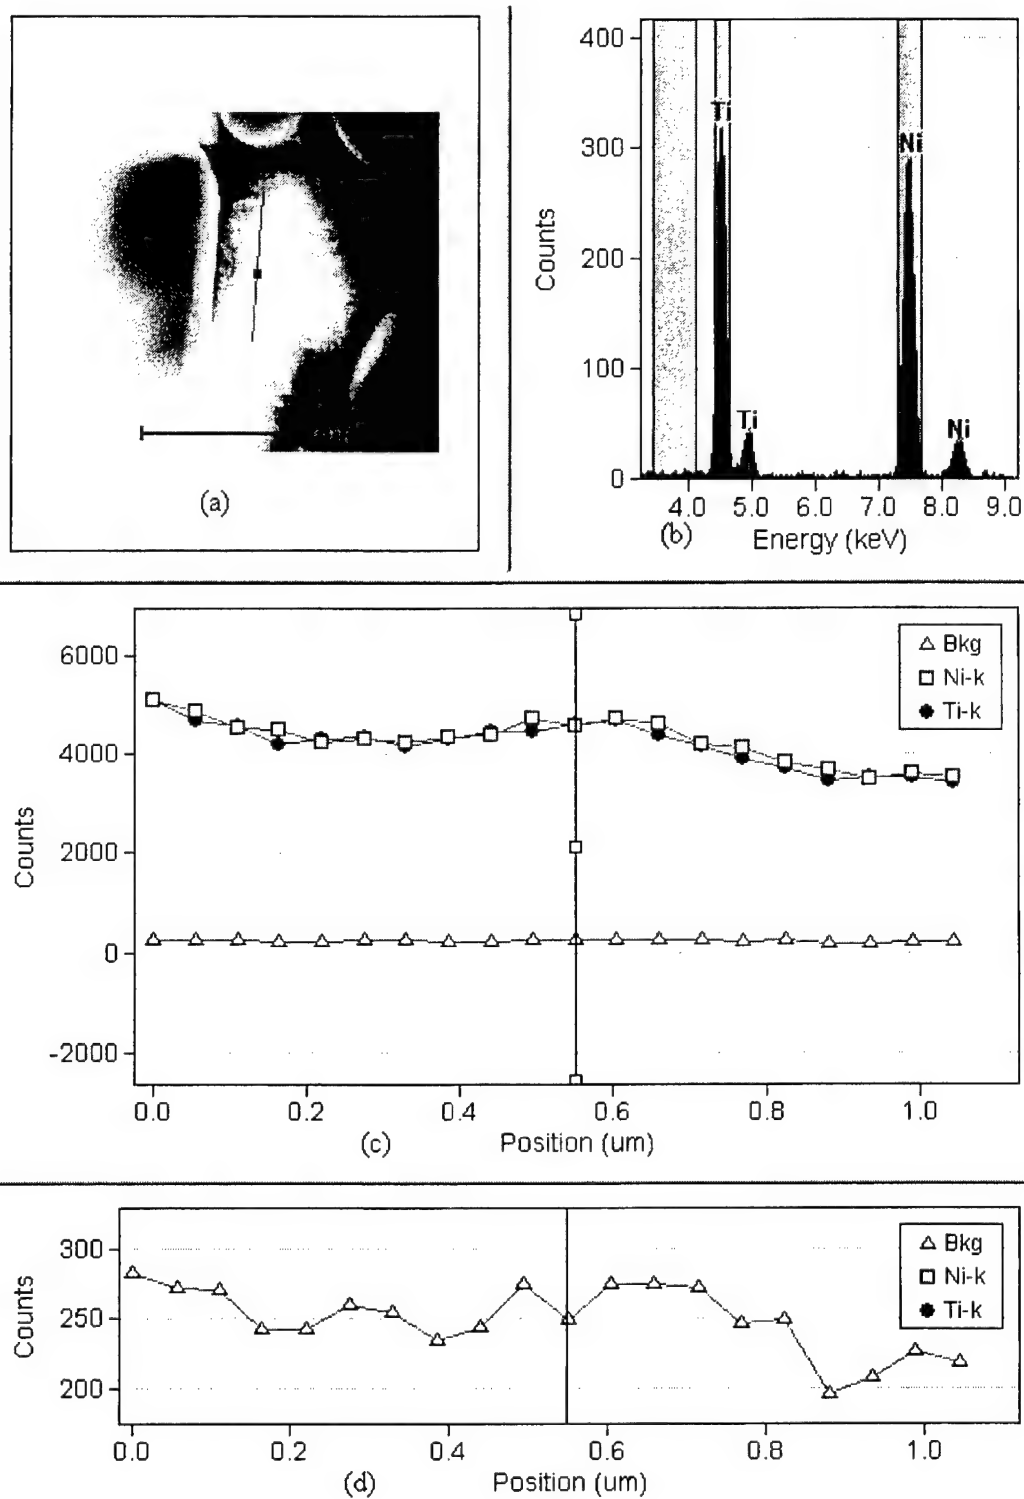 (a)
400
300
200
100
0
Counts
Ti
Ni
Ti
Ni
4.0 5.0 6.0 7.0 8.0 9.0
(b) Energy (keV)
6000
4000
2000
0
-2000
Counts
Bkg
Ni-k
Ti-k
0.0 0.2 0.4 0.6 0.8 1.0
(c) Position (um)
300
250
200
Counts
Bkg
Ni-k
Ti-k
0.0 0.2 0.4 0.6 0.8 1.0
(d) Position (um)